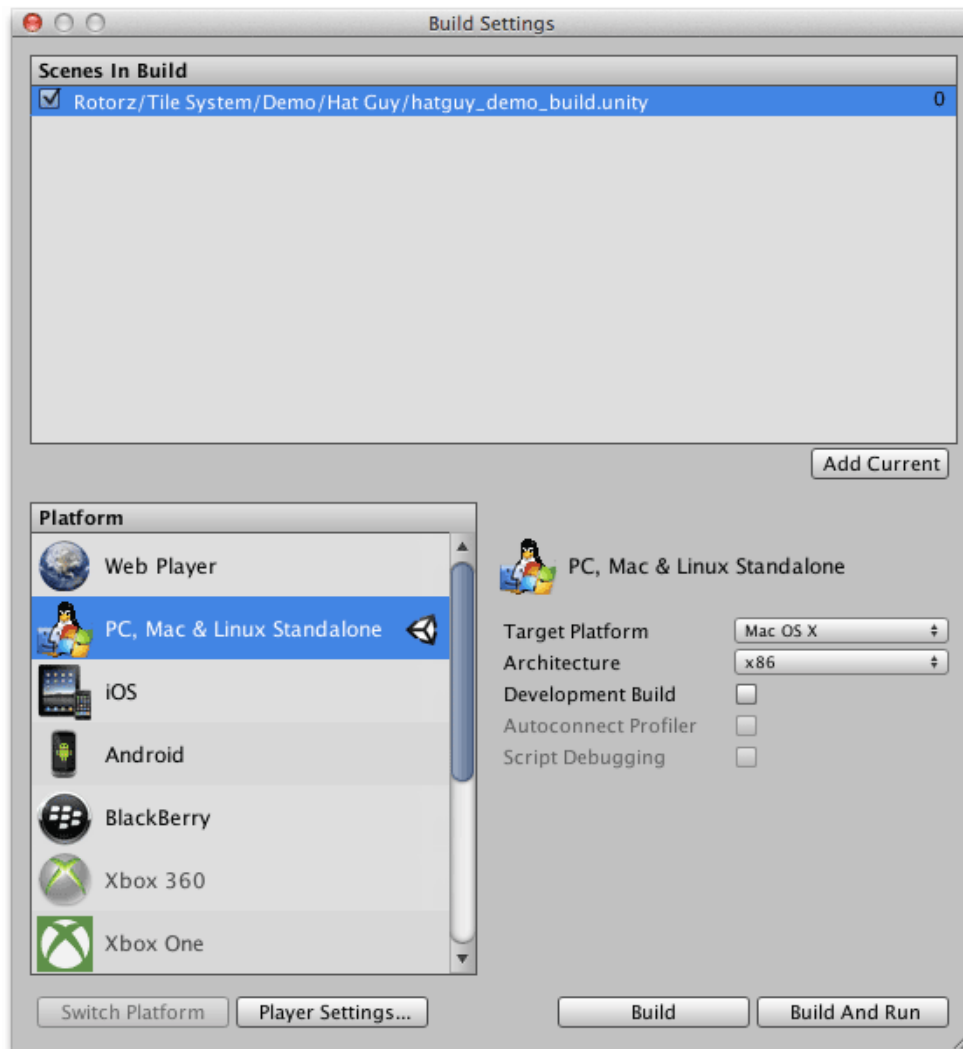 Build Settings
Scenes In Build
Rotorz/Tile System/Demo/Hat Guy/hatguy_demo_build.unity 0
Add Current
Platform
Web Player
PC, Mac & Linux Standalone
iOS
Android
BlackBerry
Xbox 360
Xbox One
PC, Mac & Linux Standalone
Target Platform Mac OS X
Architecture x86
Development Build
Autoconnect Profiler
Script Debugging
Switch Platform Player Settings... Build Build And Run